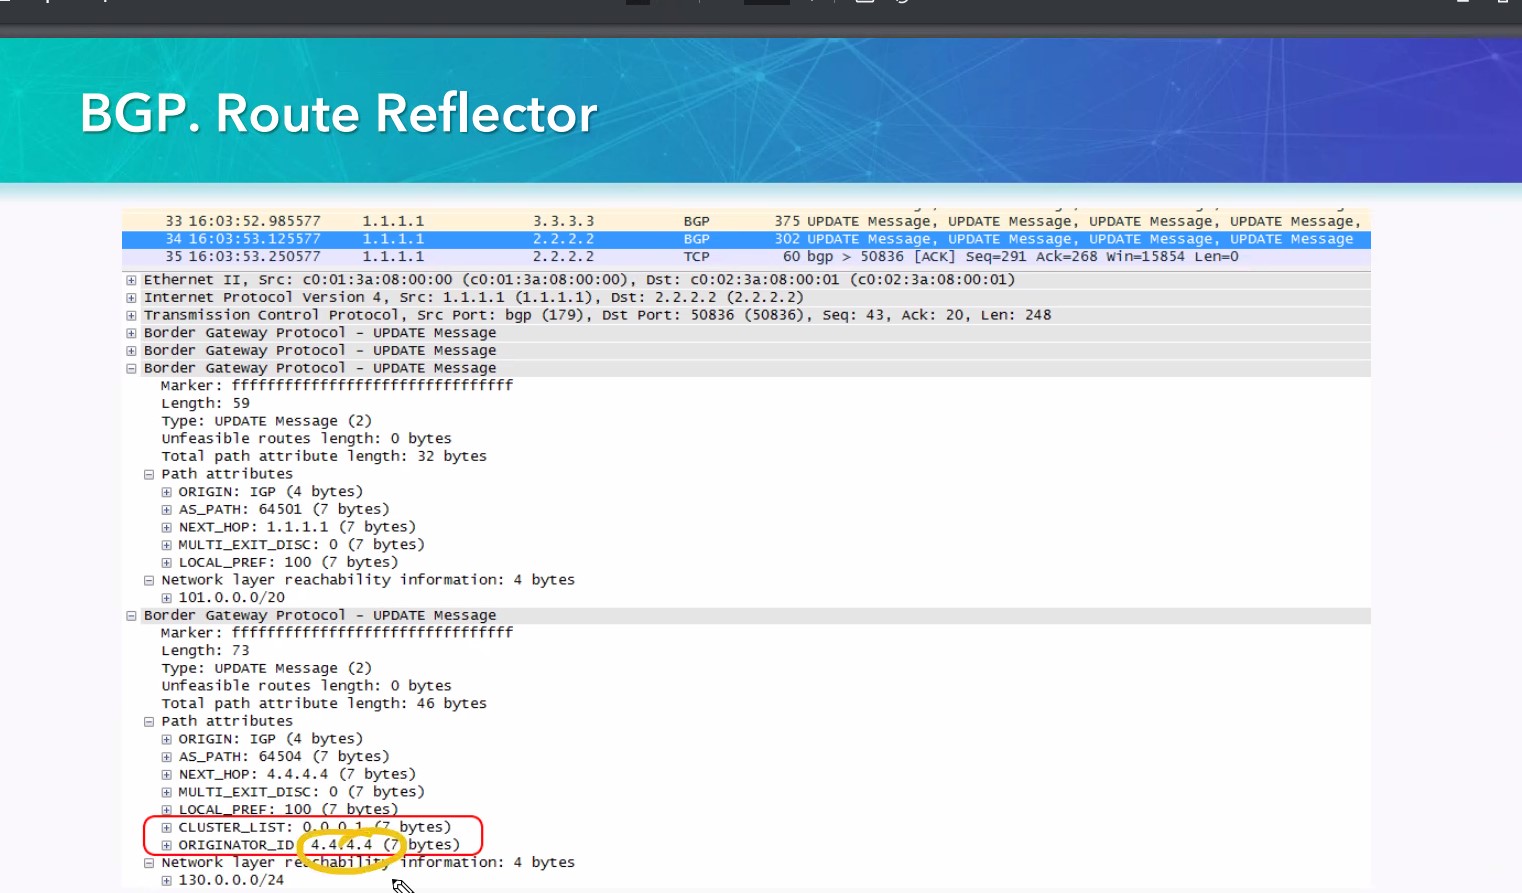 BGP. Route Reflector
33 16:03:52.985577 1.1.1.1 3.3.3.3 BGP 375 UPDATE Message, UPDATE Message, UPDATE Message, UPDATE Message,
34 16:03:53.125577 1.1.1.1 2.2.2.2 BGP 302 UPDATE Message, UPDATE Message, UPDATE Message, UPDATE Message
35 16:03:53.250577 1.1.1.1 2.2.2.2 TCP 60 bgp > 50836 [ACK] Seq=291 Ack=268 Win=15854 Len=0
Ethernet II, Src: c0:01:3a:08:00:00 (c0:01:3a:08:00:00), Dst: c0:02:3a:08:00:01 (c0:02:3a:08:00:01)
Internet Protocol Version 4, Src: 1.1.1.1 (1.1.1.1), Dst: 2.2.2.2 (2.2.2.2)
Transmission Control Protocol, Src Port: bgp (179), Dst Port: 50836 (50836), Seq: 43, Ack: 20, Len: 248
Border Gateway Protocol - UPDATE Message
Border Gateway Protocol - UPDATE Message
Border Gateway Protocol - UPDATE Message
Marker: ffffffffffffffffffffffffffffffff
Length: 59
Type: UPDATE Message (2)
Unfeasible routes length: 0 bytes
Total path attribute length: 32 bytes
Path attributes
ORIGIN: IGP (4 bytes)
AS_PATH: 64501 (7 bytes)
NEXT_HOP: 1.1.1.1 (7 bytes)
MULTI_EXIT_DISC: 0 (7 bytes)
LOCAL_PREF: 100 (7 bytes)
Network layer reachability information: 4 bytes
101.0.0.0/20
Border Gateway Protocol - UPDATE Message
Marker: ffffffffffffffffffffffffffffffff
Length: 73
Type: UPDATE Message (2)
Unfeasible routes length: 0 bytes
Total path attribute length: 46 bytes
Path attributes
ORIGIN: IGP (4 bytes)
AS_PATH: 64504 (7 bytes)
NEXT_HOP: 4.4.4.4 (7 bytes)
MULTI_EXIT_DISC: 0 (7 bytes)
LOCAL_PREF: 100 (7 bytes)
CLUSTER_LIST: 0.0.0.1 (7 bytes)
ORIGINATOR_ID: 4.4.4.4 (7 bytes)
Network layer reachability information: 4 bytes
130.0.0.0/24